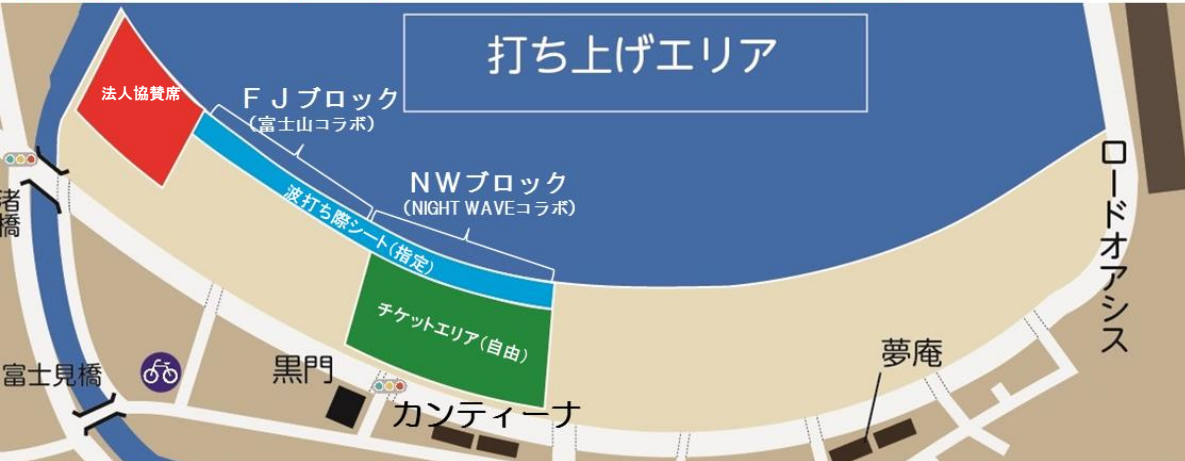 打ち上げエリア
法人協賛席
ＦＪブロック
（富士山コラボ）
ＮＷブロック
(NIGHT WAVEコラボ)
波打ち際シート(指定)
チケットエリア(自由)
渚橋
富士見橋
黒門
カンティーナ
夢庵
ロードオアシス